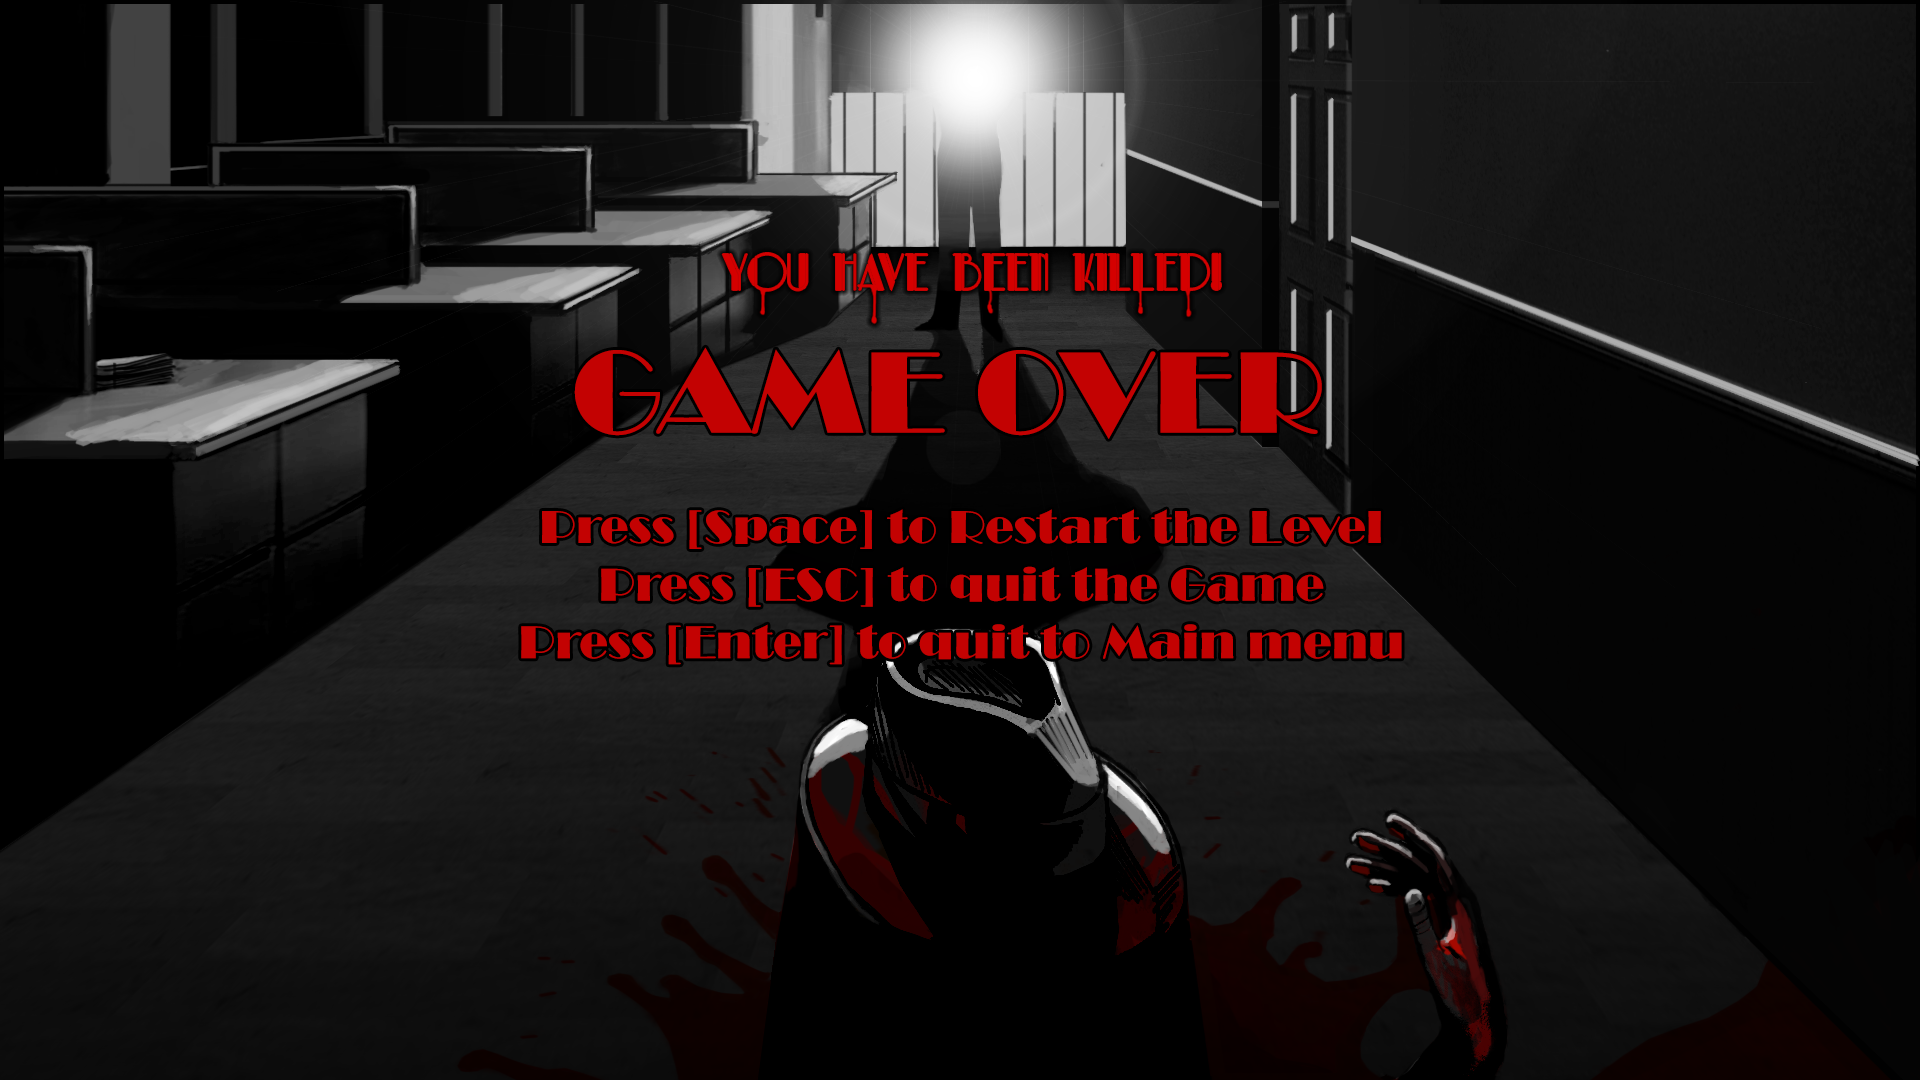 YOU HAVE BEEN KILLED!
GAME OVER
Press [Space] to Restart the Level
Press [ESC] to quit the Game
Press [Enter] to quit to Main menu